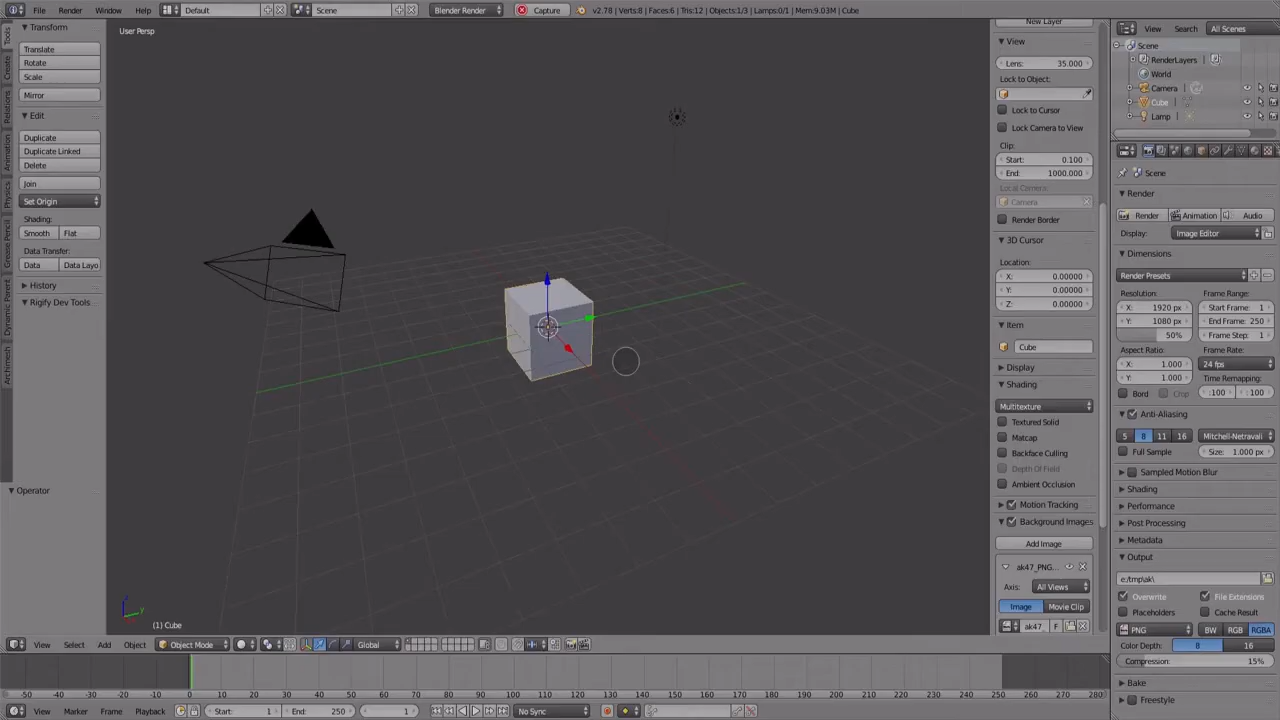 File Render Window Help Default Scene Blender Render Capture v2.78 | Verts:8 | Faces:6 | Tris:12 | Objects:1/3 | Lamps:0/1 | Mem:9.03M | Cube
Tools
Create
Relations
Animation
Physics
Grease Pencil
Dynamic Parent
Archimesh
Transform
Translate
Rotate
Scale
Mirror
Edit
Duplicate
Duplicate Linked
Delete
Join
Set Origin
Shading:
Smooth Flat
Data Transfer:
Data Data Layo
History
Rigify Dev Tools
Operator
User Persp
(1) Cube
New Layer
View
Lens: 35.000
Lock to Object:
Lock to Cursor
Lock Camera to View
Clip:
Start: 0.100
End: 1000.000
Local Camera:
Camera
Render Border
3D Cursor
Location:
X: 0.00000
Y: 0.00000
Z: 0.00000
Item
Cube
Display
Shading
Multitexture
Textured Solid
Matcap
Backface Culling
Depth Of Field
Ambient Occlusion
Motion Tracking
Background Images
Add Image
ak47_PNG...
Axis: All Views
Image Movie Clip
ak47 F
View Search All Scenes
Scene
RenderLayers
World
Camera
Cube
Lamp
Scene
Render
Render Animation Audio
Display: Image Editor
Dimensions
Render Presets
Resolution: Frame Range:
X: 1920 px Start Frame: 1
Y: 1080 px End Frame: 250
50% Frame Step: 1
Aspect Ratio: Frame Rate:
X: 1.000 24 fps
Y: 1.000 Time Remapping:
Bord Crop :100 :100
Anti-Aliasing
5 8 11 16 Mitchell-Netravali
Full Sample Size: 1.000 px
Sampled Motion Blur
Shading
Performance
Post Processing
Metadata
Output
e:/tmp\ak\
Overwrite File Extensions
Placeholders Cache Result
PNG BW RGB RGBA
Color Depth: 8 16
Compression: 15%
Bake
Freestyle
View Select Add Object Object Mode Global
-50 -40 -30 -20 -10 0 10 20 30 40 50 60 70 80 90 100 110 120 130 140 150 160 170 180 190 200 210 220 230 240 250 260 270 280
View Marker Frame Playback Start: 1 End: 250 1 No Sync